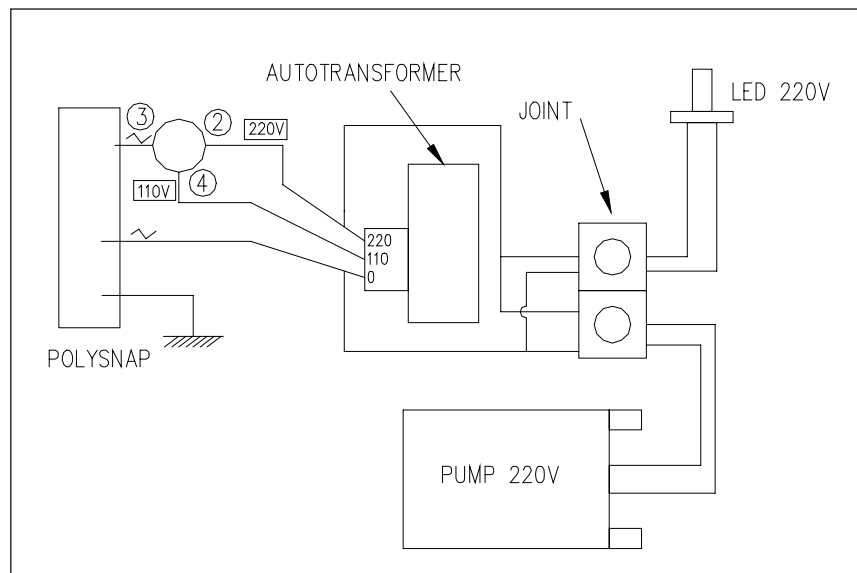 AUTOTRANSFORMER
LED 220V
JOINT
3
2
220V
4
110V
220
110
0
POLYSNAP
PUMP 220V